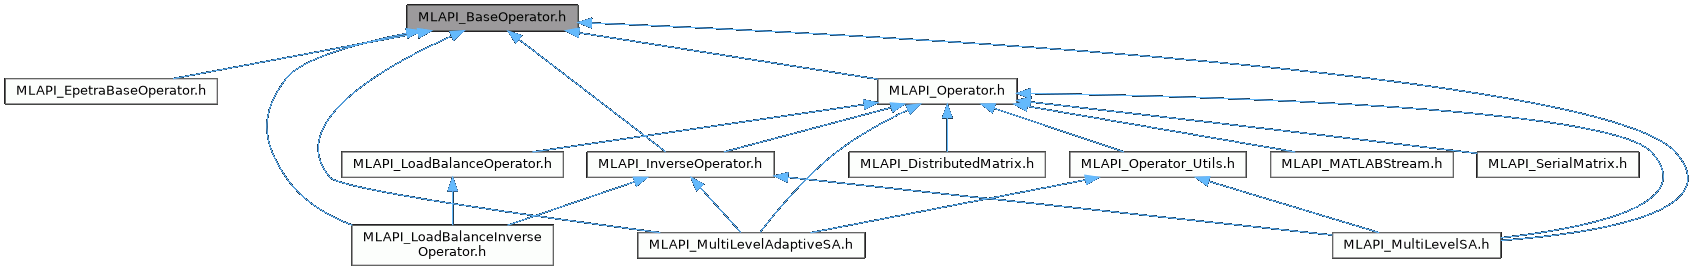 MLAPI_BaseOperator.h
MLAPI_EpetraBaseOperator.h
MLAPI_Operator.h
MLAPI_LoadBalanceOperator.h
MLAPI_InverseOperator.h
MLAPI_DistributedMatrix.h
MLAPI_Operator_Utils.h
MLAPI_MATLABStream.h
MLAPI_SerialMatrix.h
MLAPI_LoadBalanceInverse
Operator.h
MLAPI_MultiLevelAdaptiveSA.h
MLAPI_MultiLevelSA.h